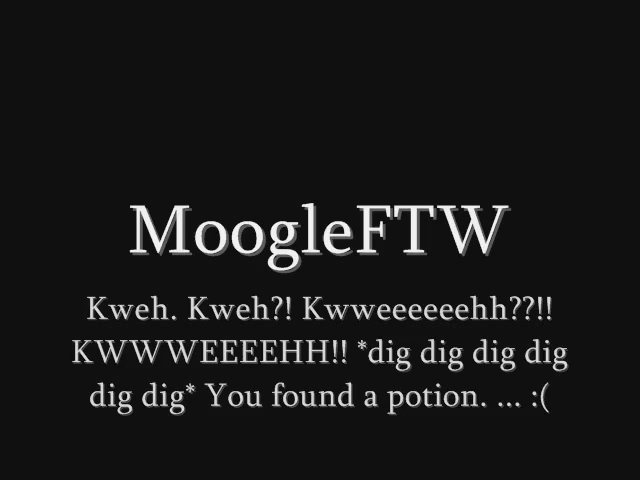 MoogleFTW
Kweh. Kweh?! Kwweeeeeeehh??!!
KWWWEEEEHH!! *dig dig dig dig
dig dig* You found a potion. ... :(